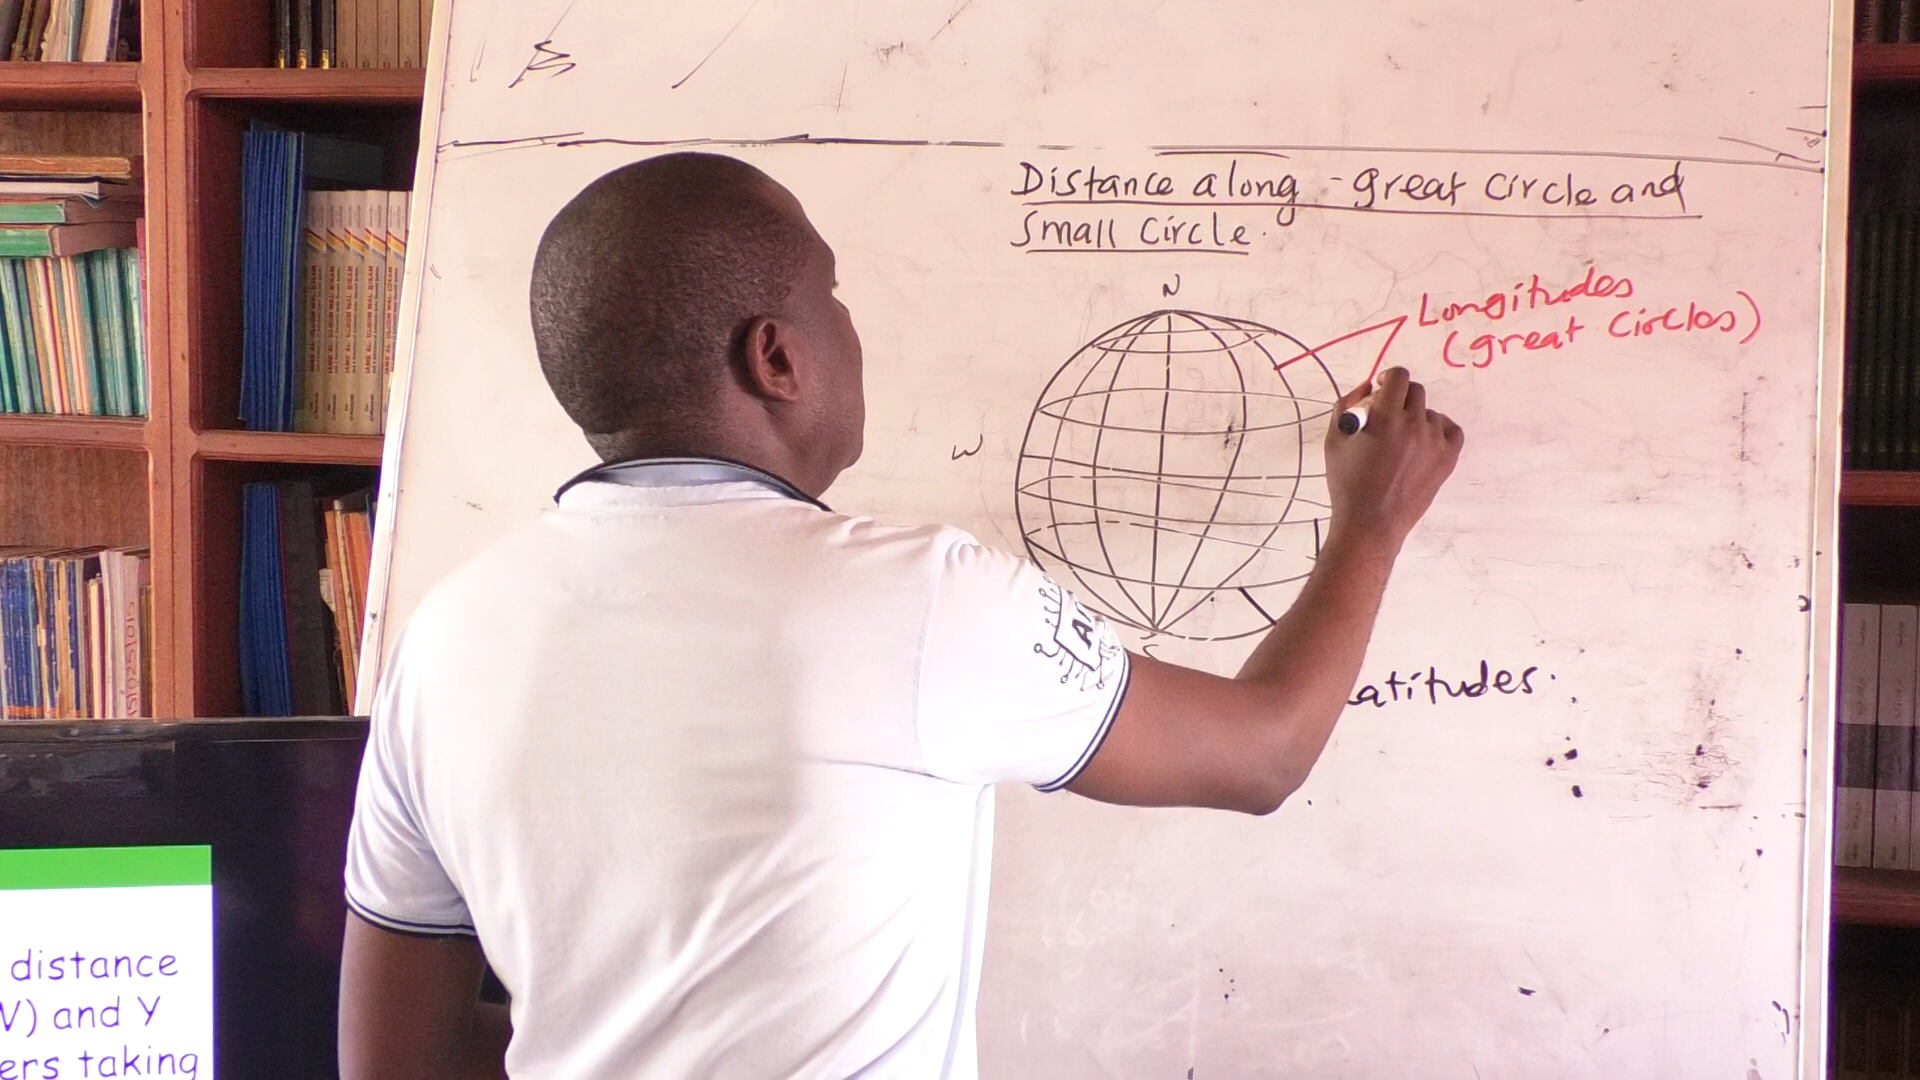 Distance along - great circle and
Small Circle.
N
Longitudes
(great circles)
W
atitudes.
distance
) and Y
ers taking